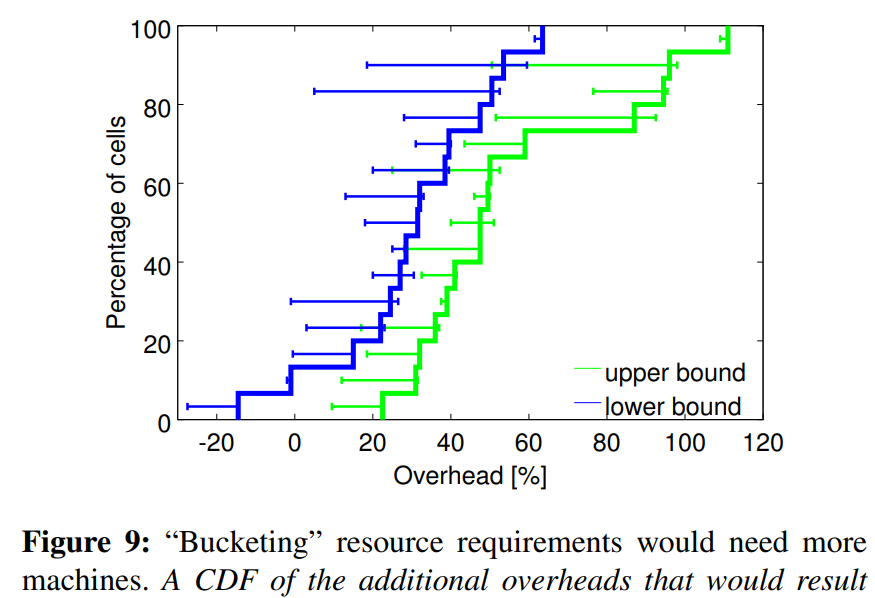 100
80
60
40
20
0
Percentage of cells
-20 0 20 40 60 80 100 120
Overhead [%]
upper bound
lower bound
Figure 9: “Bucketing” resource requirements would need more
machines. A CDF of the additional overheads that would result